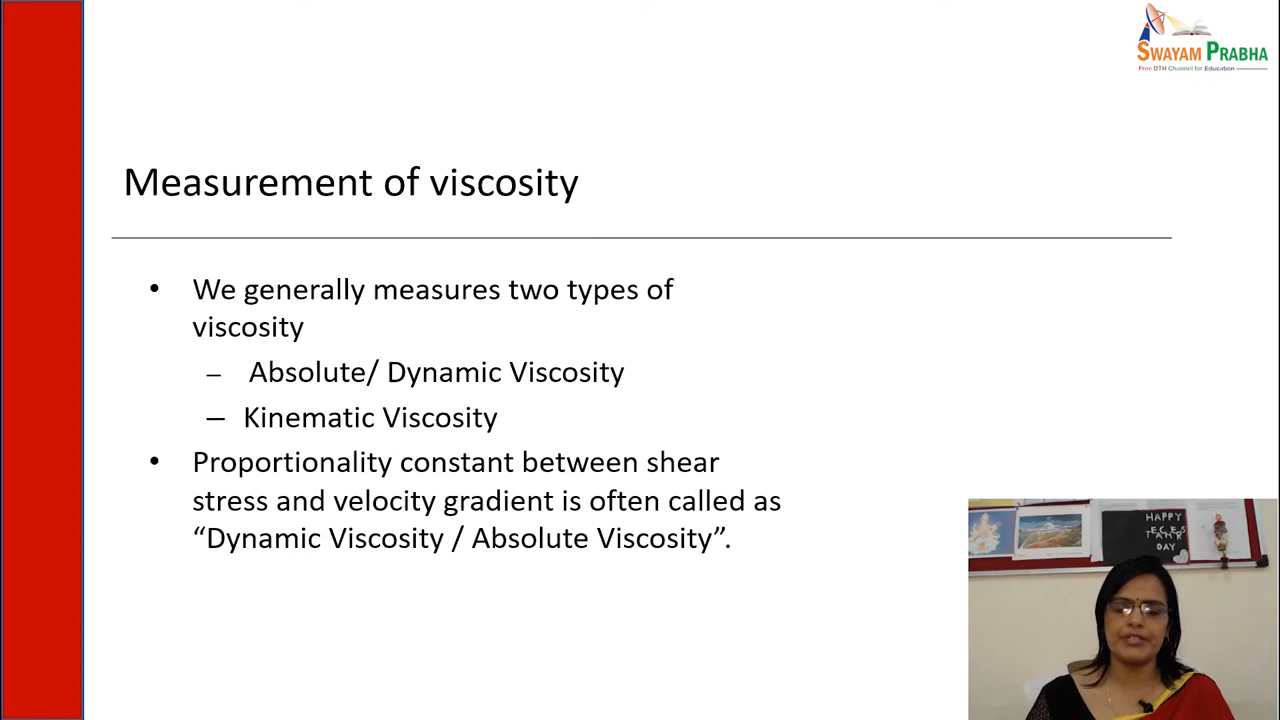 SWAYAM PRABHA
Free DTH Channel for Education
Measurement of viscosity
• We generally measures two types of
viscosity
– Absolute/ Dynamic Viscosity
– Kinematic Viscosity
• Proportionality constant between shear
stress and velocity gradient is often called as
“Dynamic Viscosity / Absolute Viscosity”.
HAPPY
DAY